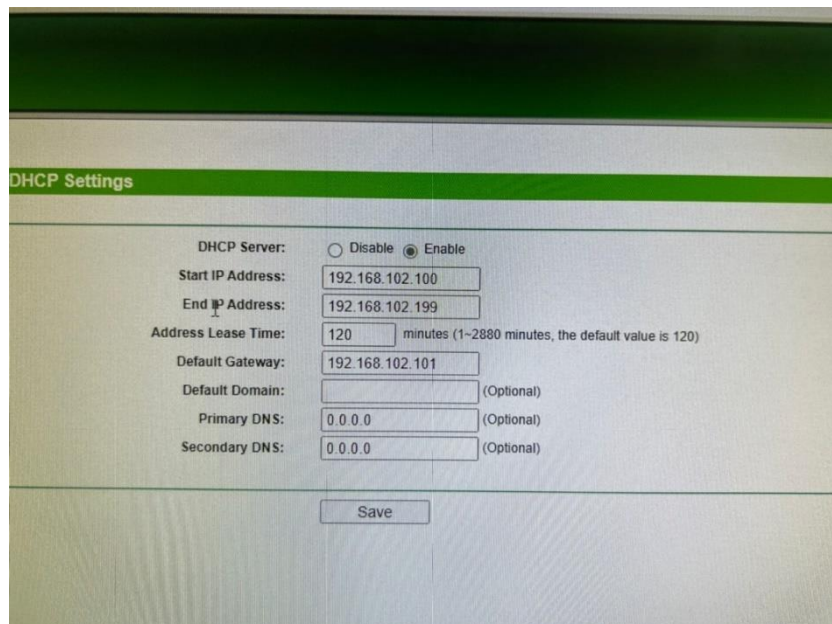 DHCP Settings
DHCP Server: Disable Enable
Start IP Address: 192.168.102.100
End IP Address: 192.168.102.199
Address Lease Time: 120 minutes (1~2880 minutes, the default value is 120)
Default Gateway: 192.168.102.101
Default Domain: (Optional)
Primary DNS: 0.0.0.0 (Optional)
Secondary DNS: 0.0.0.0 (Optional)
Save